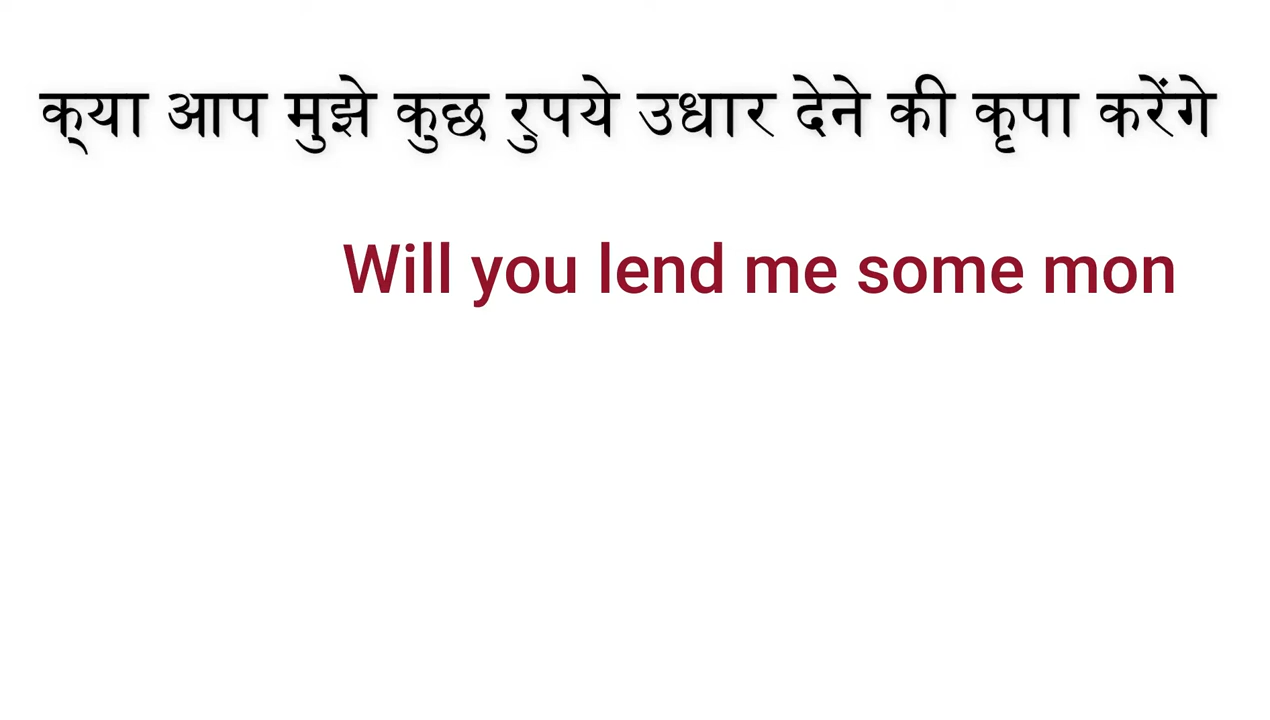 क्या आप मुझे कुछ रुपये उधार देने की कृपा करेंगे
Will you lend me some mon